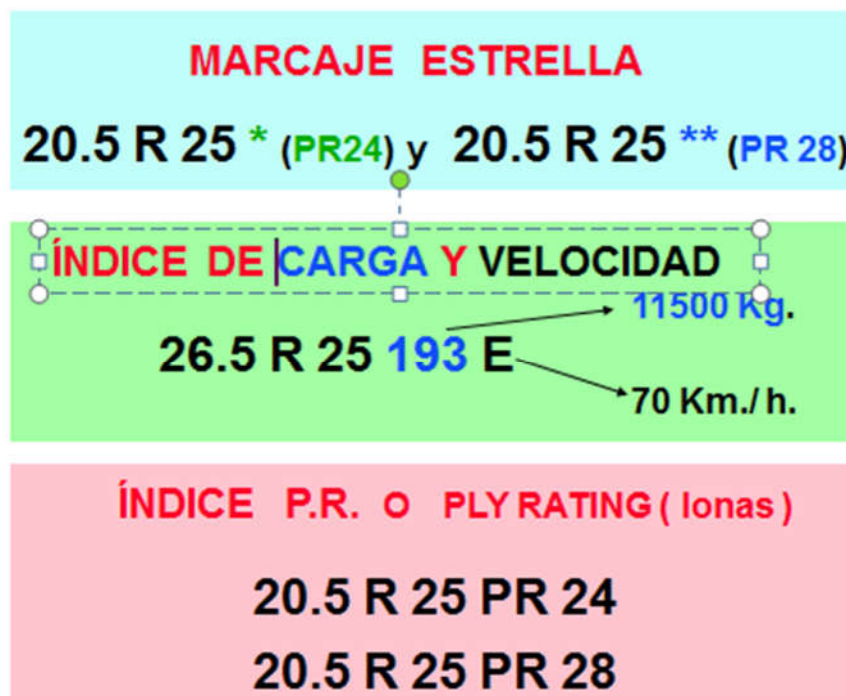 MARCAJE ESTRELLA
20.5 R 25 * (PR24) y 20.5 R 25 ** (PR 28)
ÍNDICE DE CARGA Y VELOCIDAD
11500 Kg.
26.5 R 25 193 E
70 Km./ h.
ÍNDICE P.R. O PLY RATING ( lonas )
20.5 R 25 PR 24
20.5 R 25 PR 28